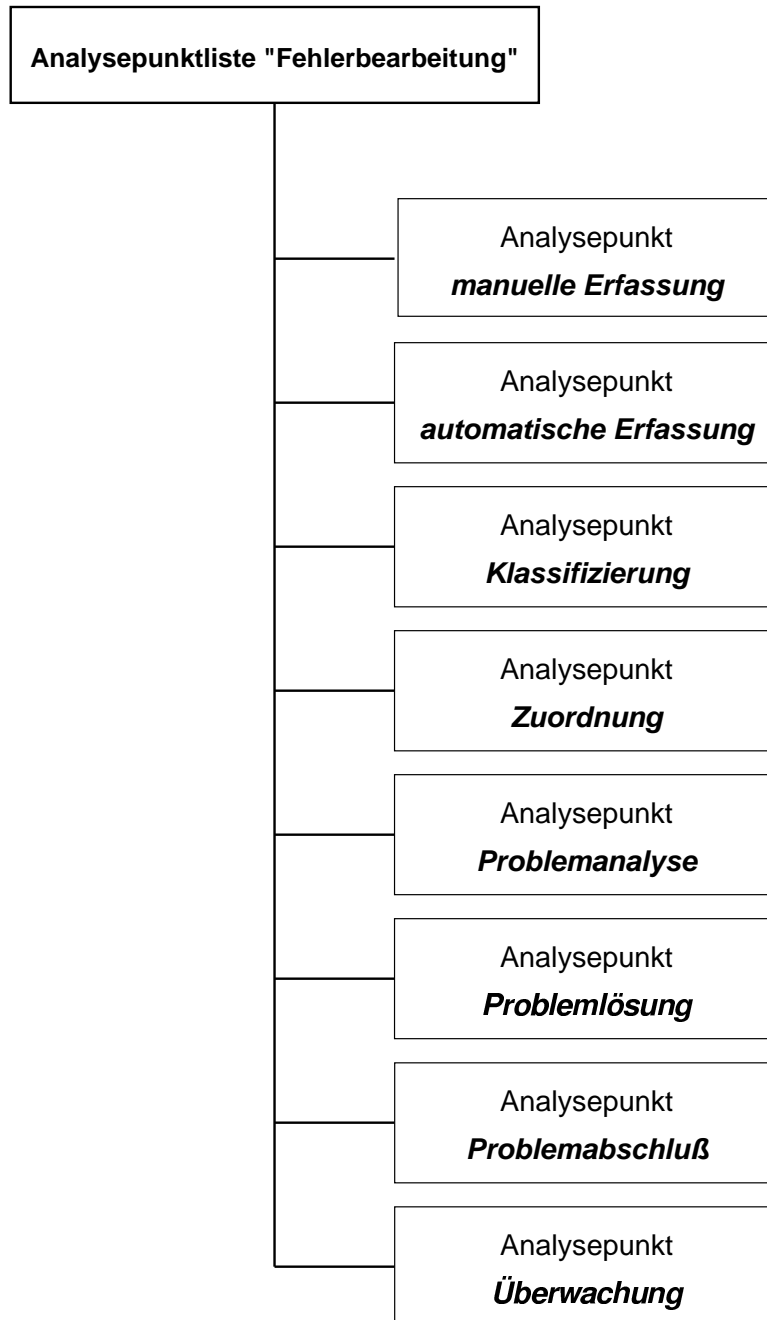 Analysepunktliste "Fehlerbearbeitung"
Analysepunkt
manuelle Erfassung
Analysepunkt
automatische Erfassung
Analysepunkt
Klassifizierung
Analysepunkt
Zuordnung
Analysepunkt
Problemanalyse
Analysepunkt
Problemlösung
Analysepunkt
Problemabschluß
Analysepunkt
Überwachung